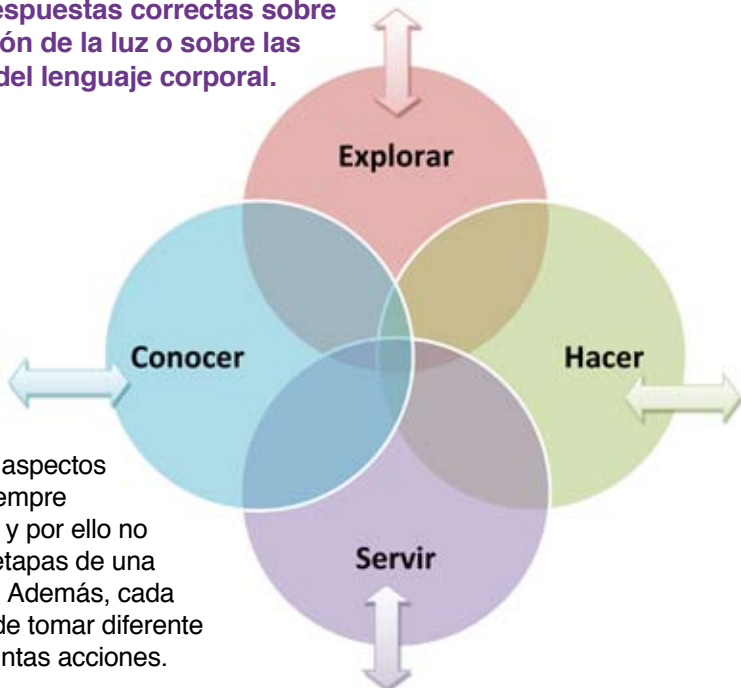 espuestas correctas sobre
ón de la luz o sobre las
del lenguaje corporal.
Explorar
Conocer
Hacer
aspectos
empre
y por ello no
etapas de una
Además, cada
de tomar diferente
ntas acciones.
Servir